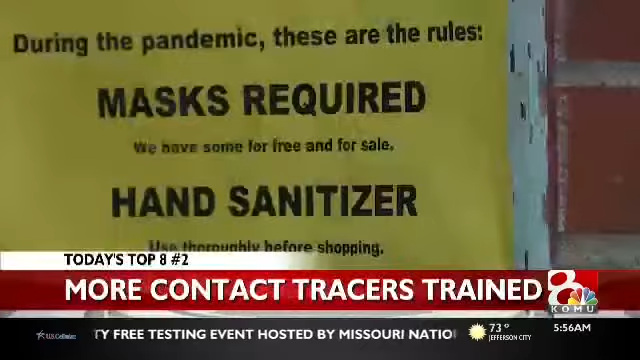 During the pandemic, these are the rules:
MASKS REQUIRED
We have some for free and for sale.
HAND SANITIZER
Use thoroughly before shopping.
TODAY'S TOP 8 #2
MORE CONTACT TRACERS TRAINED
8
KOMU
U.S. Cellular
TY FREE TESTING EVENT HOSTED BY MISSOURI NATIO
73°
JEFFERSON CITY
5:56AM